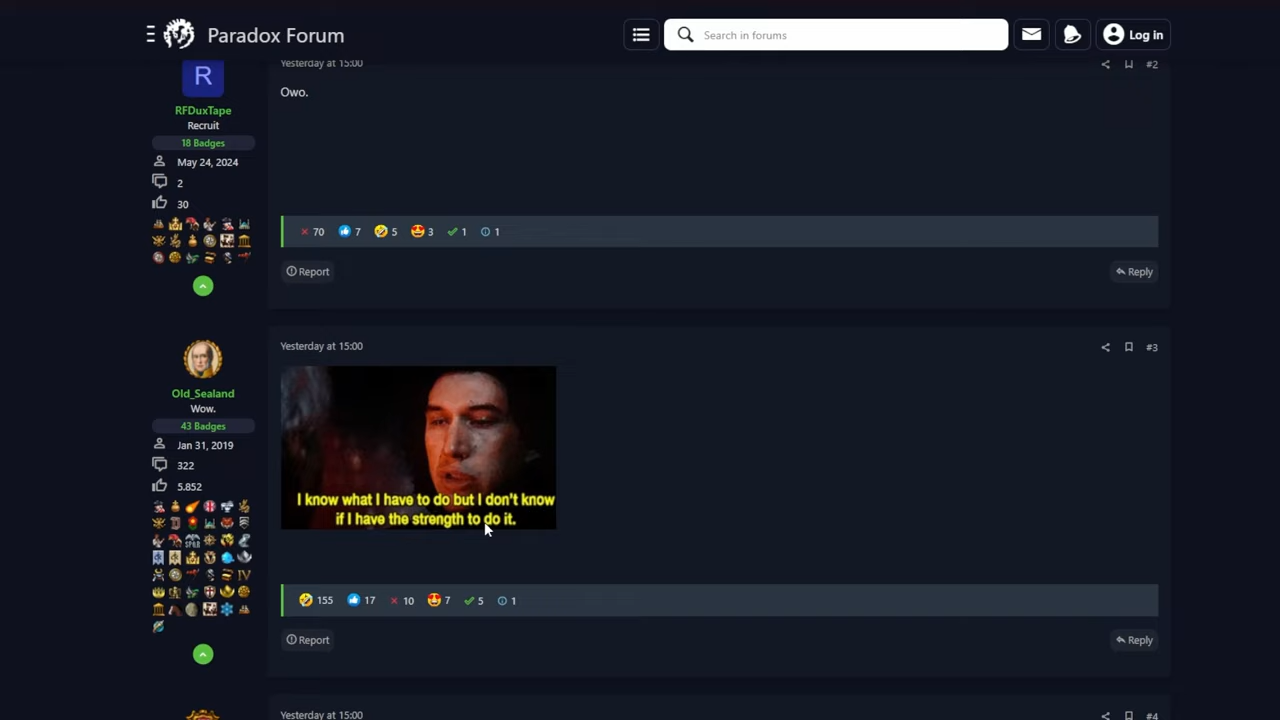 Paradox Forum
Search in forums
Log in
Yesterday at 15:00
#2
R
Owo.
RFDuxTape
Recruit
18 Badges
May 24, 2024
2
30
70 7 5 3 1 1
Report
Reply
Yesterday at 15:00
#3
Old_Sealand
Wow.
43 Badges
Jan 31, 2019
322
5.852
I know what I have to do but I don't know
if I have the strength to do it.
155 17 10 7 5 1
Report
Reply
Yesterday at 15:00
#4